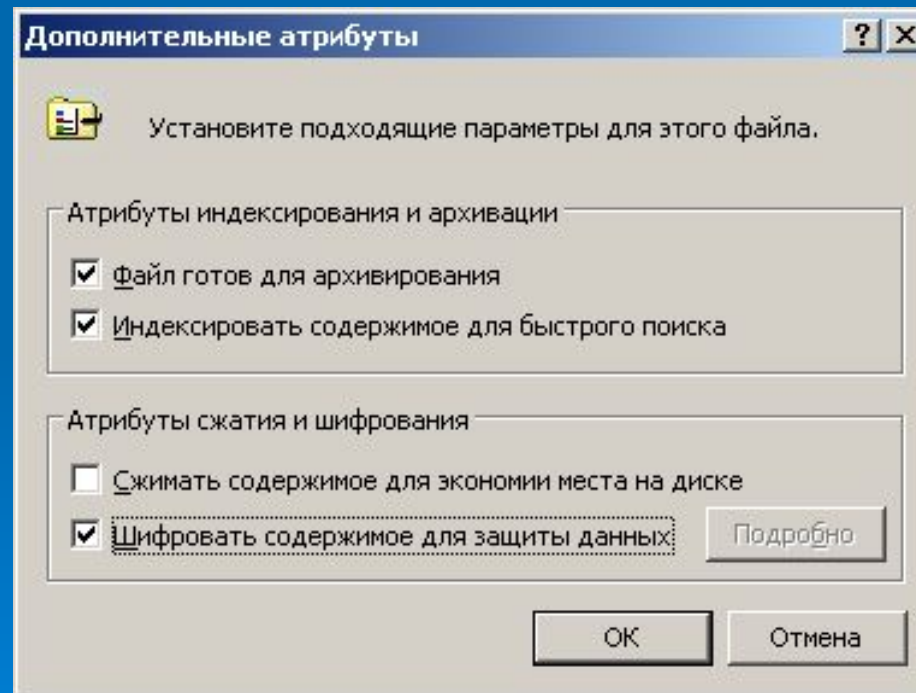 Дополнительные атрибуты
Установите подходящие параметры для этого файла.
Атрибуты индексирования и архивации
Файл готов для архивирования
Индексировать содержимое для быстрого поиска
Атрибуты сжатия и шифрования
Сжимать содержимое для экономии места на диске
Шифровать содержимое для защиты данных
Подробно
ОК
Отмена